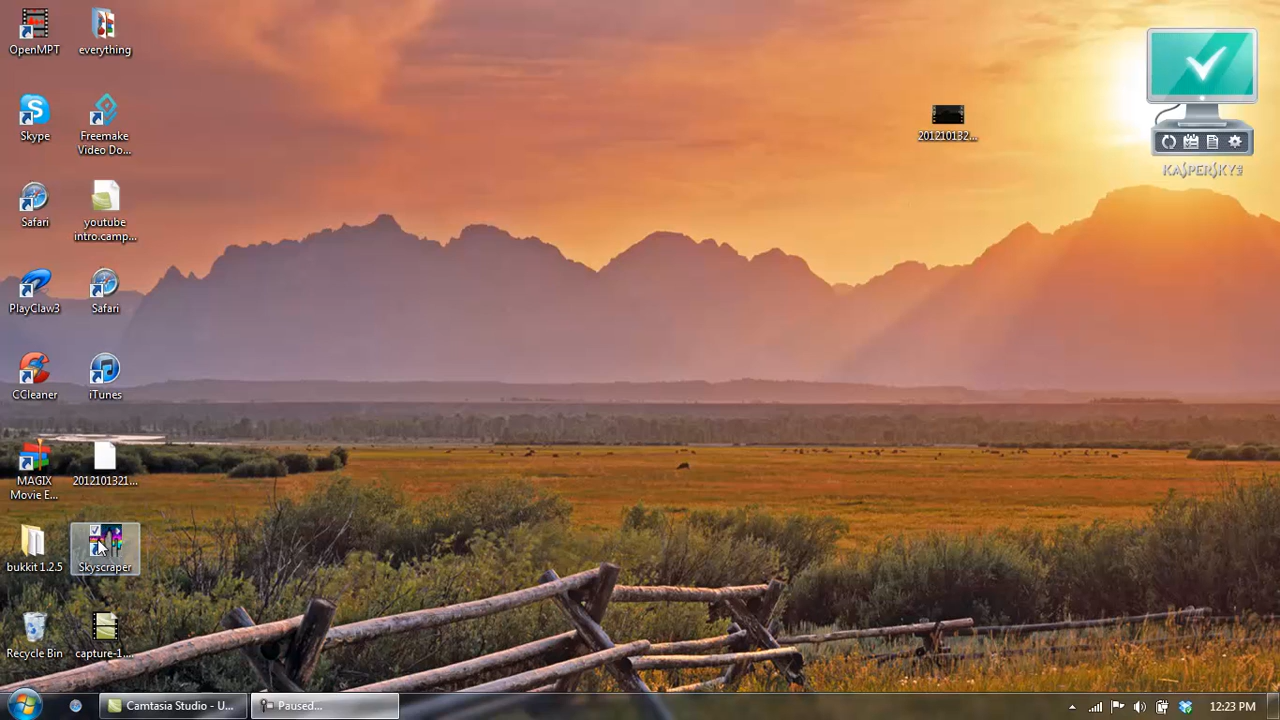 OpenMPT
everything
Skype
Freemake
Video Do...
Safari
youtube
intro.camp...
PlayClaw3
Safari
CCleaner
iTunes
MAGIX
Movie E...
2012101321...
bukkit 1.2.5
Skyscraper
Recycle Bin
capture-1....
201210132...
KASPERSKY
Camtasia Studio - U...
Paused...
12:23 PM